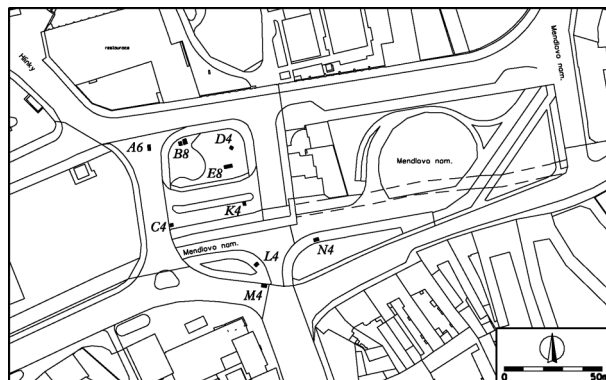 Mendlovo nam.
restaurace
Hlinky
A6
B8
D4
E8
K4
C4
Mendlovo nam.
Mendlovo nam.
L4
N4
M4
0
50m